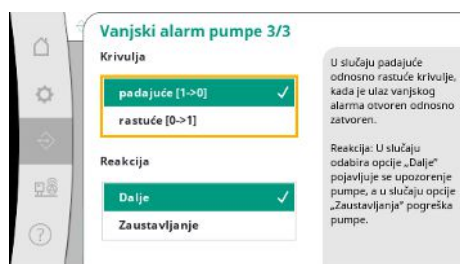 Vanjski alarm pumpe 3/3
Krivulja
padajuće [1->0]
rastuće [0->1]
Reakcija
Dalje
Zaustavljanje
U slučaju padajuće
odnosno rastuće krivulje,
kada je ulaz vanjskog
alarma otvoren odnosno
zatvoren.
Reakcija: U slučaju
odabira opcije „Dalje”
pojavljuje se upozorenje
pumpe, a u slučaju opcije
„Zaustavljanja” pogreška
pumpe.